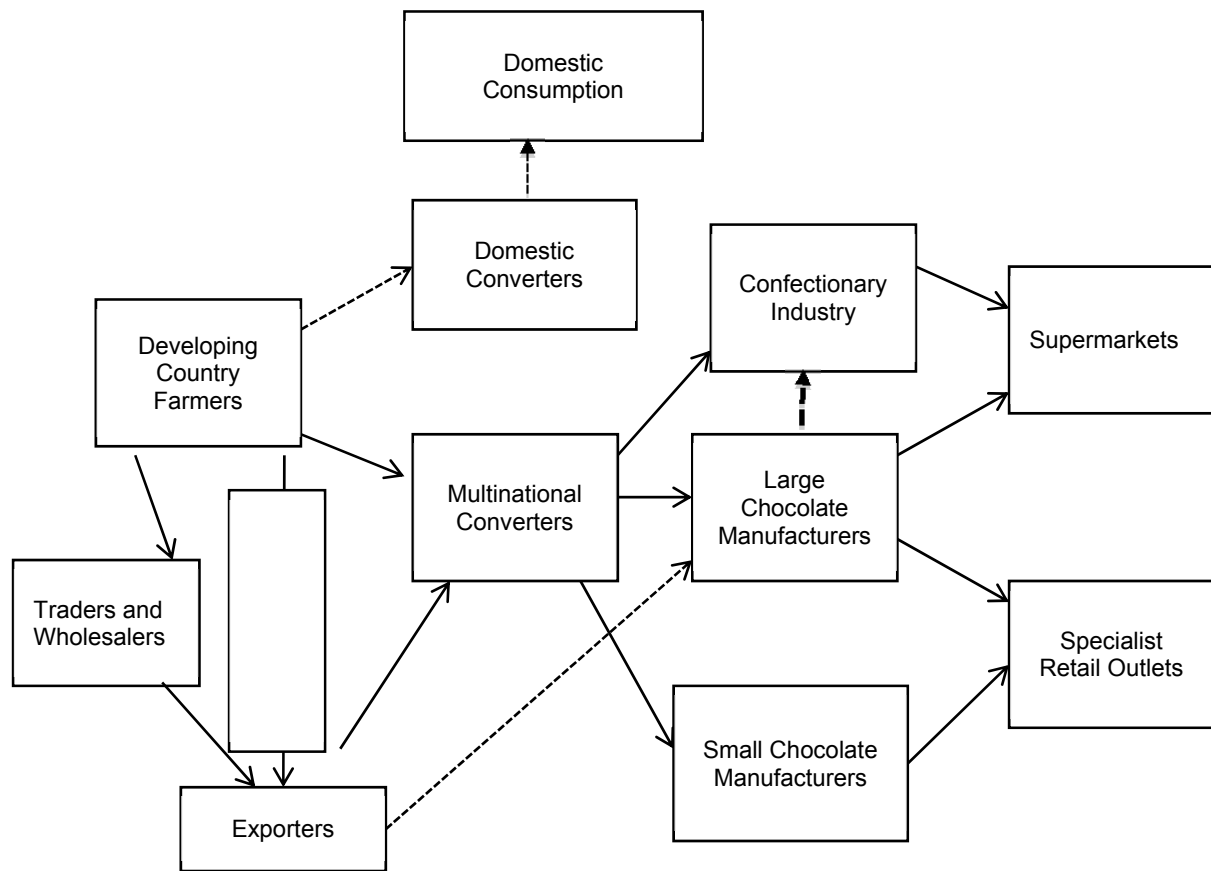 Domestic
Consumption
Domestic
Converters
Confectionary
Industry
Supermarkets
Developing
Country
Farmers
Multinational
Converters
Large
Chocolate
Manufacturers
Traders and
Wholesalers
Specialist
Retail Outlets
Small Chocolate
Manufacturers
Exporters